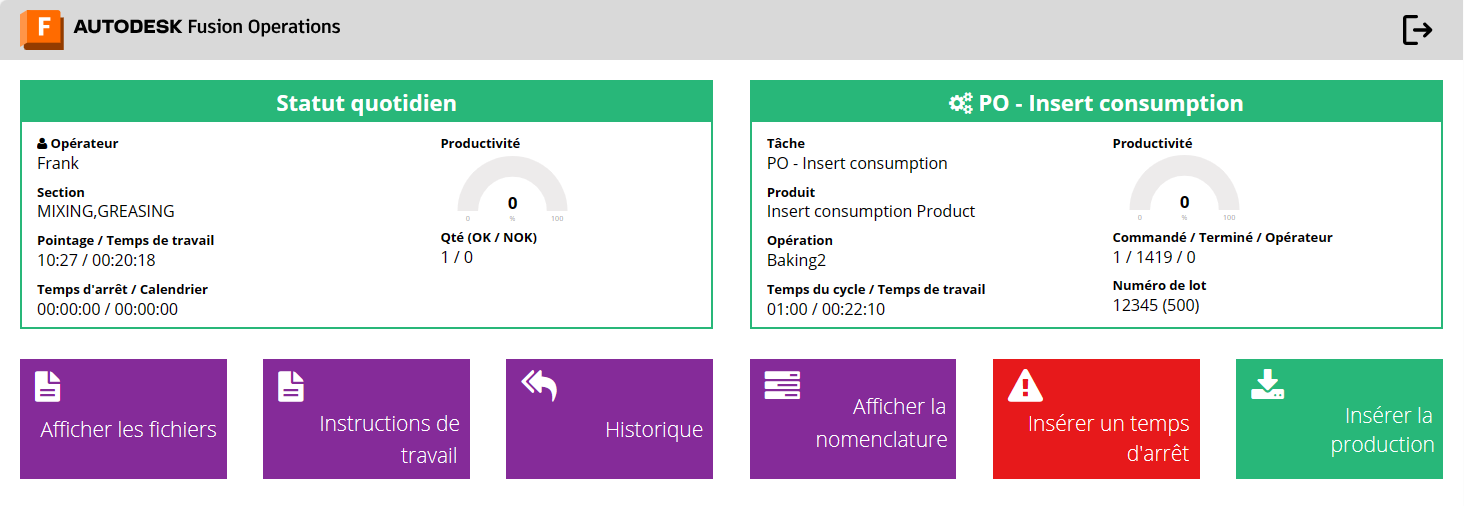 F AUTODESK Fusion Operations
Statut quotidien
Opérateur
Frank
Section
MIXING,GREASING
Pointage / Temps de travail
10:27 / 00:20:18
Temps d'arrêt / Calendrier
00:00:00 / 00:00:00
Productivité
0
0 % 100
Qté (OK / NOK)
1 / 0
PO - Insert consumption
Tâche
PO - Insert consumption
Produit
Insert consumption Product
Opération
Baking2
Temps du cycle / Temps de travail
01:00 / 00:22:10
Productivité
0
0 % 100
Commandé / Terminé / Opérateur
1 / 1419 / 0
Numéro de lot
12345 (500)
Afficher les fichiers
Instructions de
travail
Historique
Afficher la
nomenclature
Insérer un temps
d'arrêt
Insérer la
production